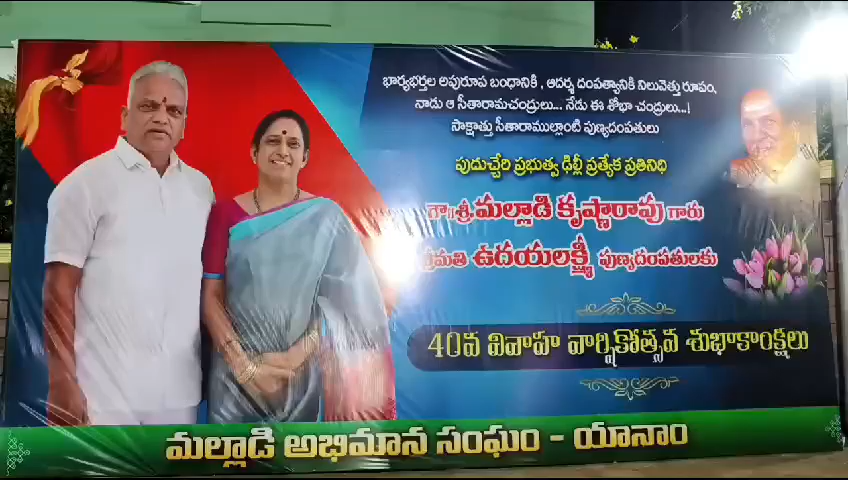 భార్యభర్తల అపురూప బంధానికి, ఆదర్శ దంపత్యానికి నిలువెత్తు రూపం,
నాడు ఆ సీతారామచంద్రులు... నేడు ఈ శోభా చంద్రులు...!
సాక్షాత్తు సీతారాముల్లాంటి పుణ్యదంపతులు
పుదుచ్చేరి ప్రభుత్వ ఢిల్లీ ప్రత్యేక ప్రతినిధి
గౌ॥శ్రీ మల్లాడి కృష్ణారావు గారు
శ్రీమతి ఉదయలక్ష్మీ పుణ్యదంపతులకు
40వ వివాహ వార్షికోత్సవ శుభాకాంక్షలు
మల్లాడి అభిమాన సంఘం - యానాం